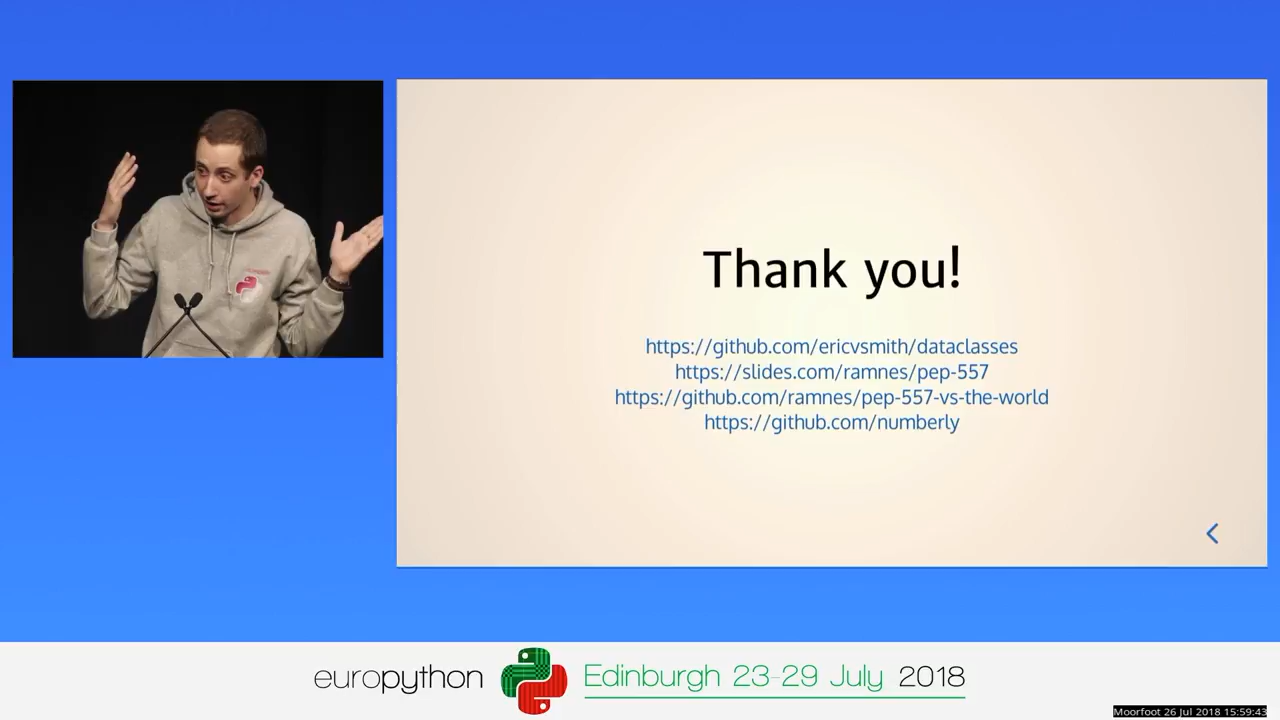 Thank you!
https://github.com/ericvsmith/dataclasses
https://slides.com/ramnes/pep-557
https://github.com/ramnes/pep-557-vs-the-world
https://github.com/numberly
europython Edinburgh 23-29 July 2018
Moorfoot 26 Jul 2018 15:59:43